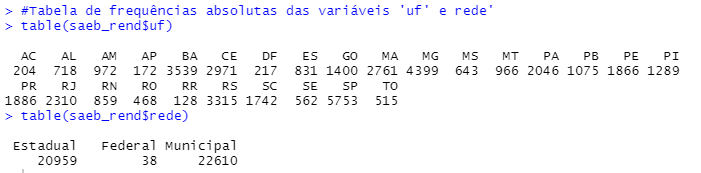 > #Tabela de frequências absolutas das variáveis 'uf' e rede'
> table(saeb_rend$uf)
AC AL AM AP BA CE DF ES GO MA MG MS MT PA PB PE PI
204 718 972 172 3539 2971 217 831 1400 2761 4399 643 966 2046 1075 1866 1289
PR RJ RN RO RR RS SC SE SP TO
1886 2310 859 468 128 3315 1742 562 5753 515
> table(saeb_rend$rede)
Estadual Federal Municipal
20959 38 22610